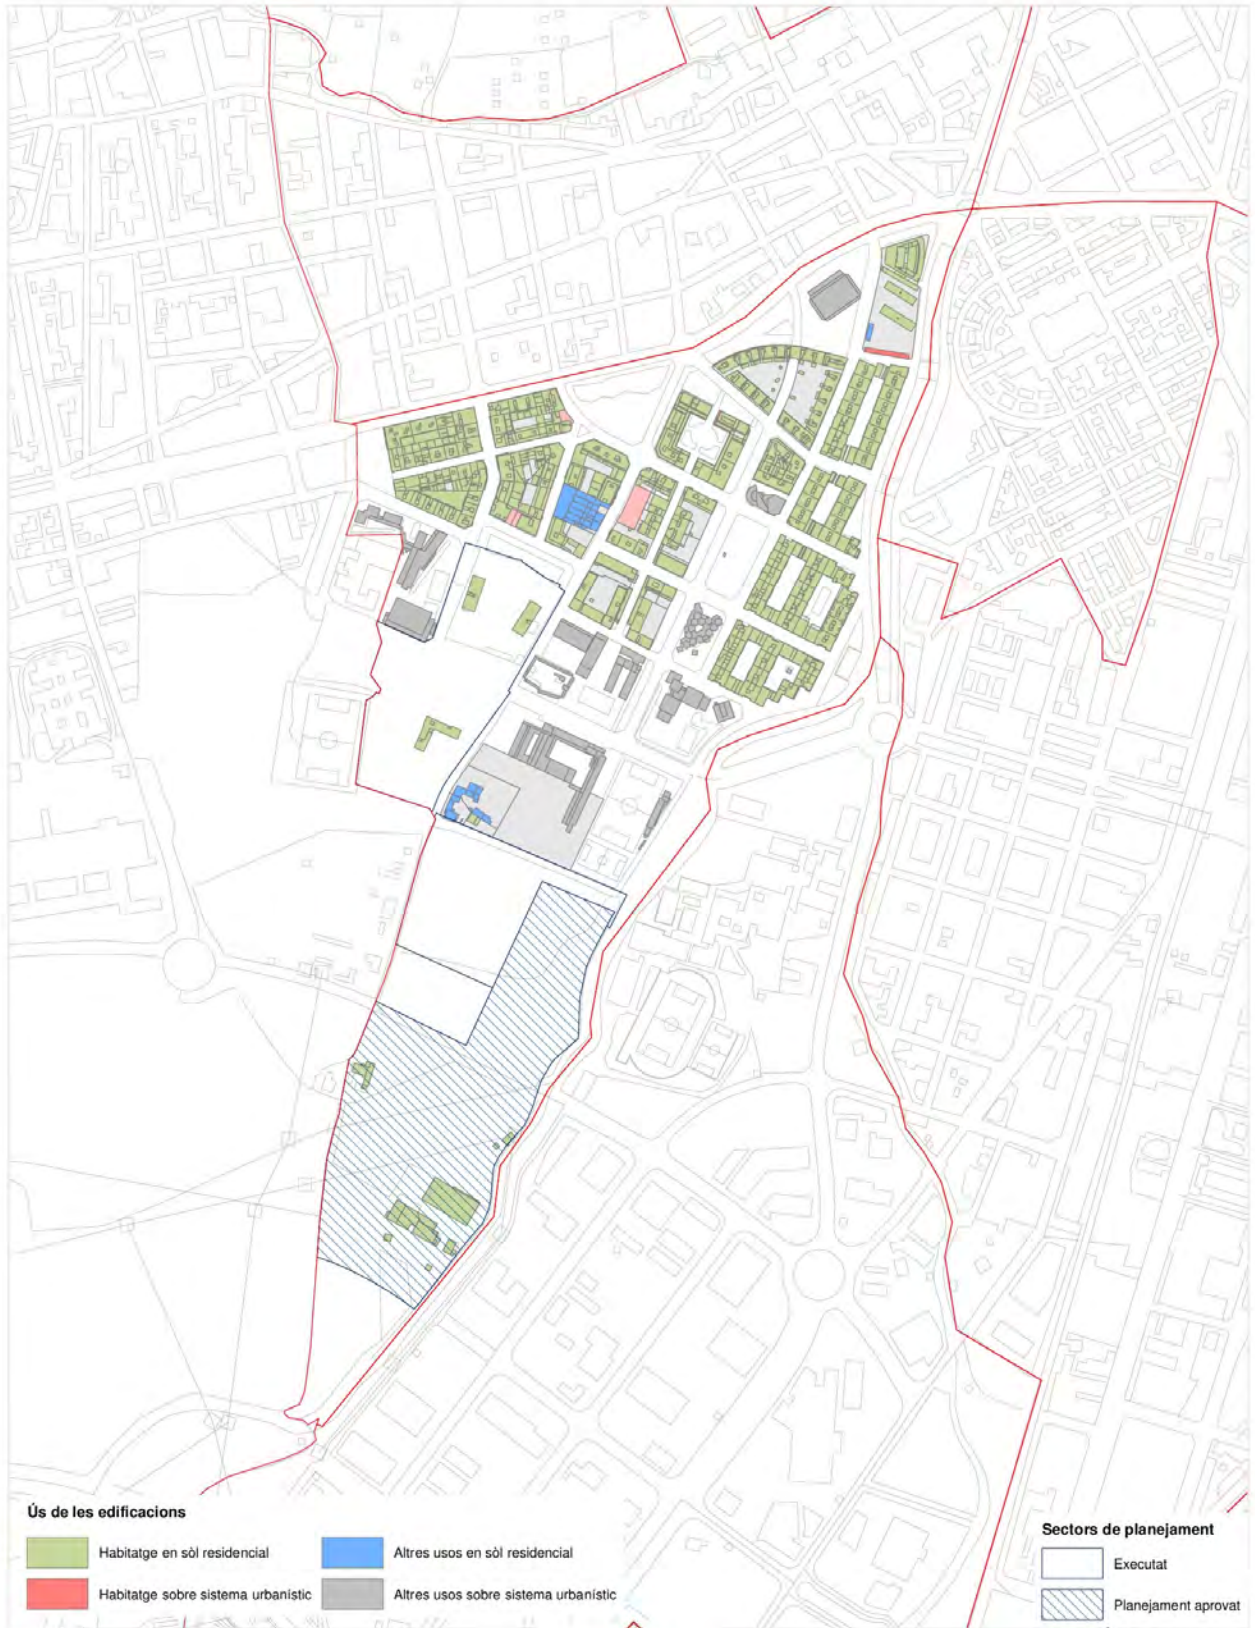 Ús de les edificacions
Habitatge en sòl residencial
Altres usos en sòl residencial
Habitatge sobre sistema urbanístic
Altres usos sobre sistema urbanístic
Sectors de planejament
Executat
Planejament aprovat